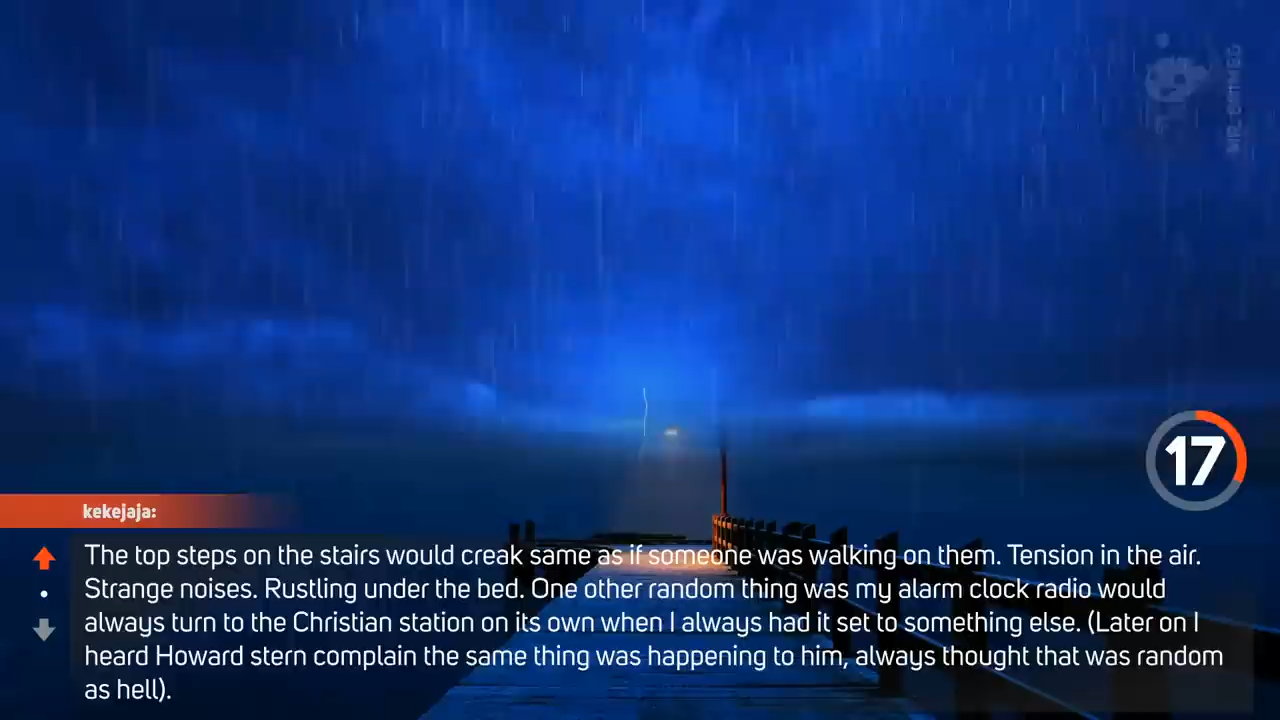 17
kekejaja:
The top steps on the stairs would creak same as if someone was walking on them. Tension in the air.
Strange noises. Rustling under the bed. One other random thing was my alarm clock radio would
always turn to the Christian station on its own when I always had it set to something else. (Later on I
heard Howard stern complain the same thing was happening to him, always thought that was random
as hell).